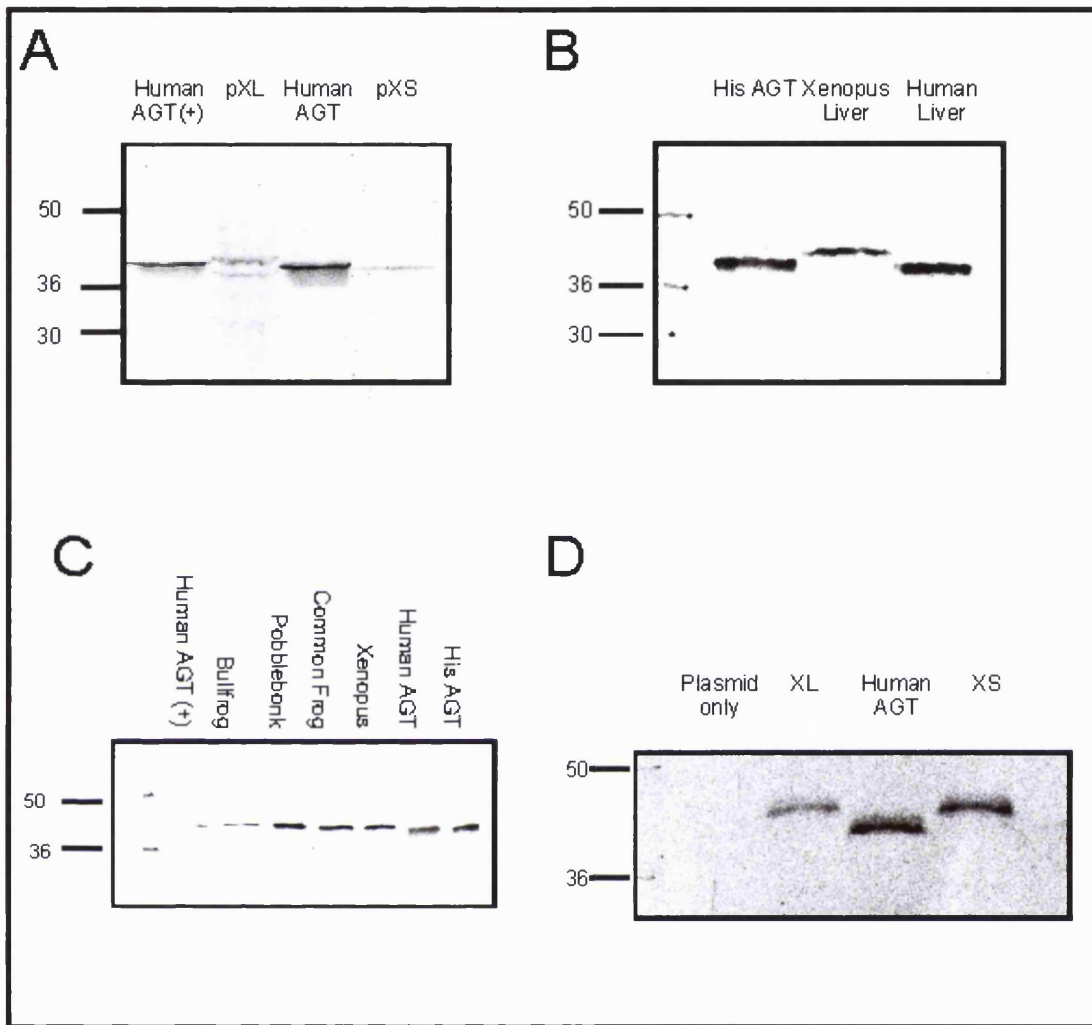 A
Human pXL Human pXS
AGT(+) AGT
50
36
30
B
His AGT Xenopus Human
Liver Liver
50
36
30
C
Human AGT (+)
Bullfrog
Pobblebonk
Common Frog
Xenopus
Human AGT
His AGT
50
36
D
Plasmid XL Human XS
only AGT
50
36